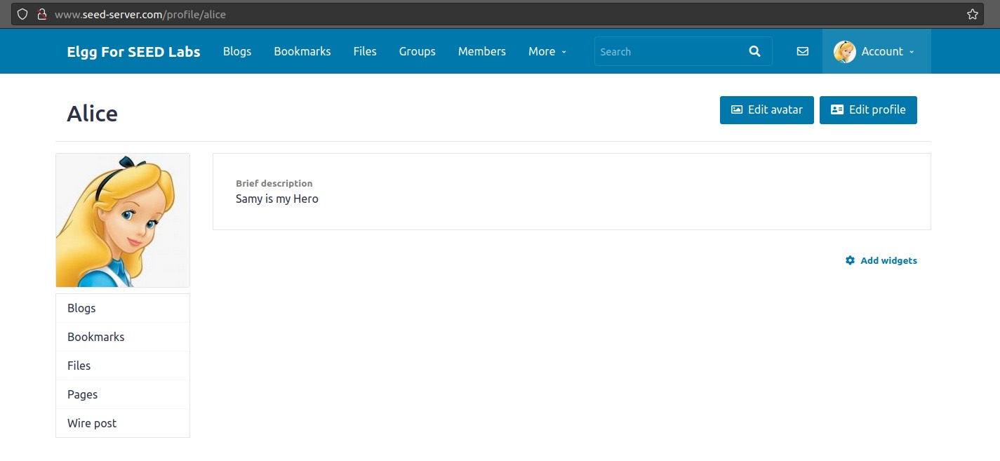 www.seed-server.com/profile/alice
Elgg For SEED Labs Blogs Bookmarks Files Groups Members More Search Account
Alice
Edit avatar Edit profile
Brief description
Samy is my Hero
Add widgets
Blogs
Bookmarks
Files
Pages
Wire post